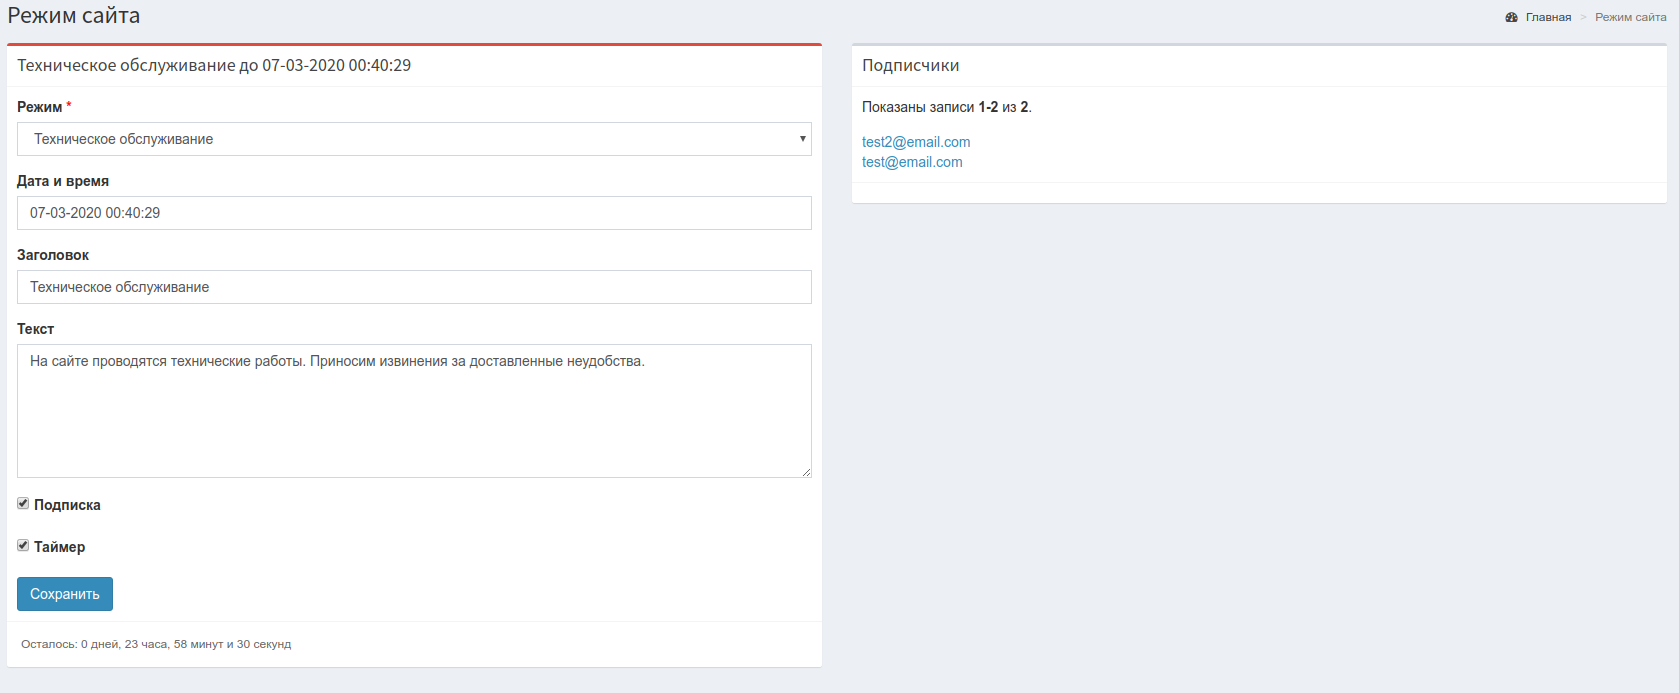 Режим сайта
Главная > Режим сайта
Техническое обслуживание до 07-03-2020 00:40:29
Режим *
Техническое обслуживание
Дата и время
07-03-2020 00:40:29
Заголовок
Техническое обслуживание
Текст
На сайте проводятся технические работы. Приносим извинения за доставленные неудобства.
Подписка
Таймер
Сохранить
Осталось: 0 дней, 23 часа, 58 минут и 30 секунд
Подписчики
Показаны записи 1-2 из 2.
test2@email.com
test@email.com